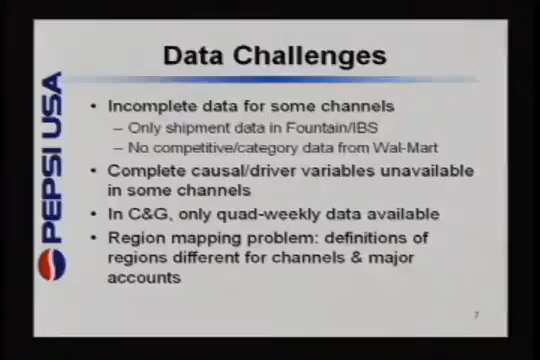 Data Challenges
PEPSI USA
• Incomplete data for some channels
– Only shipment data in Fountain/IBS
– No competitive/category data from Wal-Mart
• Complete causal/driver variables unavailable
in some channels
• In C&G, only quad-weekly data available
• Region mapping problem: definitions of
regions different for channels & major
accounts
7